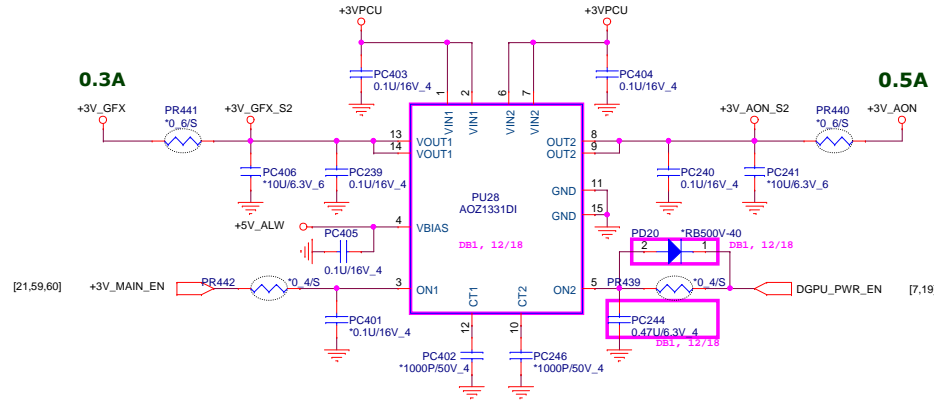 +3VPCU
+3VPCU
0.3A
0.5A
PC403
0.1U/16V_4
PC404
0.1U/16V_4
+3V_GFX
PR441
*0_6/S
+3V_GFX_S2
+3V_AON_S2
PR440
*0_6/S
+3V_AON
1
2
6
7
VIN1
VIN1
VIN2
VIN2
13
14
VOUT1
VOUT1
OUT2
OUT2
8
9
PC406
*10U/6.3V_6
PC239
0.1U/16V_4
PC240
0.1U/16V_4
PC241
*10U/6.3V_6
PU28
AOZ1331DI
GND
11
GND
15
+5V_ALW
PC405
0.1U/16V_4
4
VBIAS
DB1, 12/18
PD20
*RB500V-40
2
1
DB1, 12/18
[21,59,60]
+3V_MAIN_EN
PR442
*0_4/S
3
ON1
CT1
CT2
ON2
5
PR439
*0_4/S
DGPU_PWR_EN
[7,19]
PC401
*0.1U/16V_4
12
10
PC244
0.47U/6.3V_4
DB1, 12/18
PC402
*1000P/50V_4
PC246
*1000P/50V_4